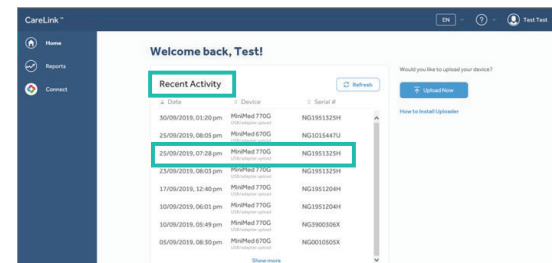 CareLink™
EN
?
Test Test
Home
Reports
Connect
Welcome back, Test!
Would you like to upload your device?
Recent Activity
Refresh
Upload Now
How to Install Uploader
Date Device Serial #
30/09/2019, 01:20 pm MiniMed 770G NG1951325H
USB/adapter upload
25/09/2019, 08:05 pm MiniMed 670G NG1015447U
USB/adapter upload
25/09/2019, 07:28 pm MiniMed 770G NG1951325H
USB/adapter upload
23/09/2019, 08:03 pm MiniMed 770G NG1951325H
USB/adapter upload
17/09/2019, 12:40 pm MiniMed 770G NG1951204H
USB/adapter upload
10/09/2019, 06:01 pm MiniMed 770G NG1951204H
USB/adapter upload
10/09/2019, 05:49 pm MiniMed 770G NG3900306X
USB/adapter upload
05/09/2019, 08:30 pm MiniMed 670G NG0010505X
USB/adapter upload
Show more